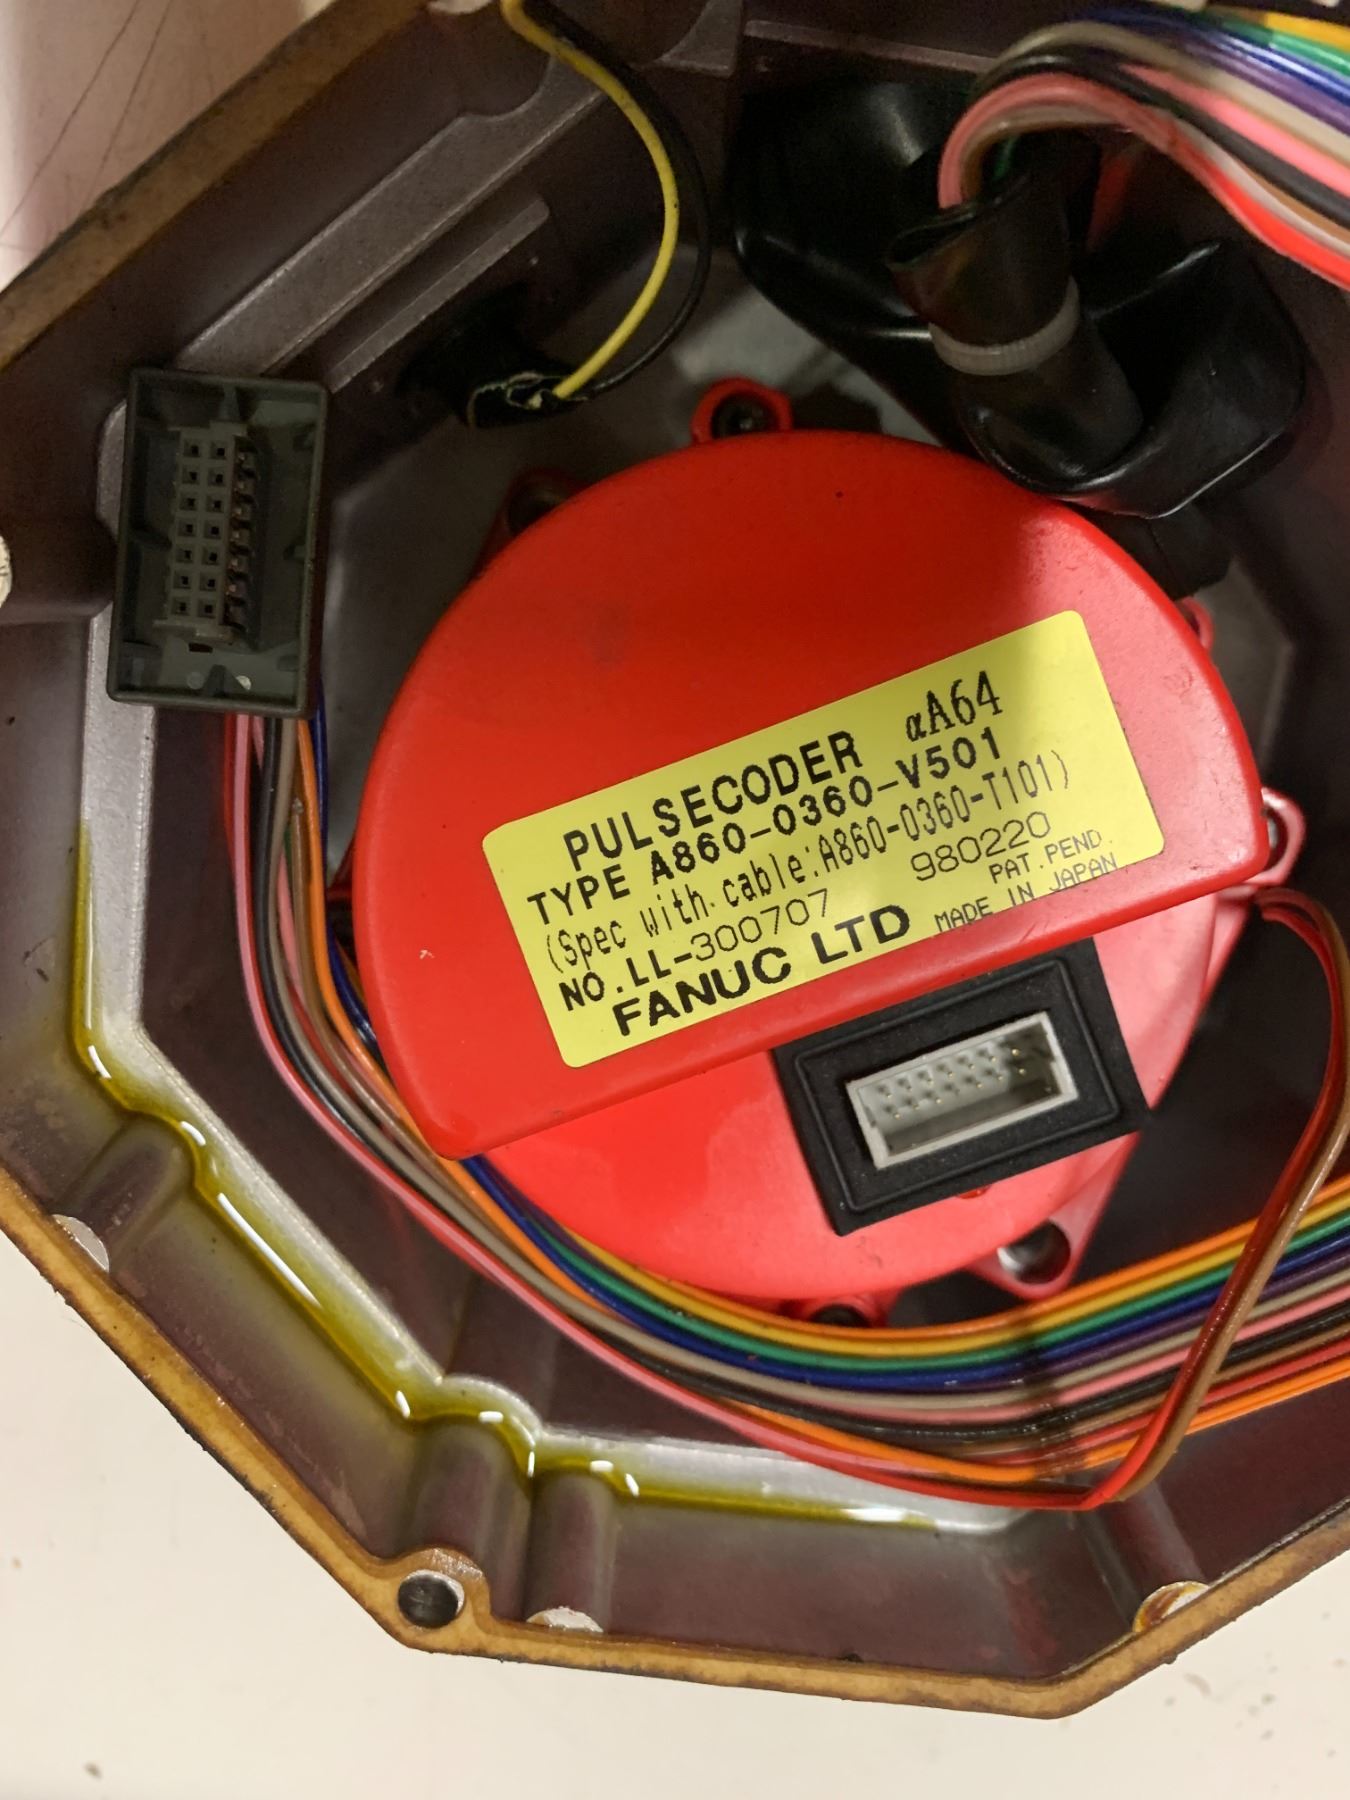 PULSECODER αA64
TYPE A860-0360-V501
(Spec With cable:A860-0360-T101)
NO.LL-300707 980220
PAT.PEND.
FANUC LTD MADE IN JAPAN